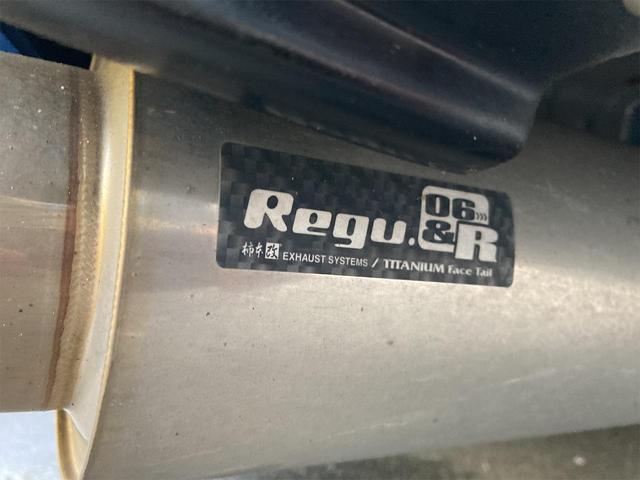 Regu.06 & R
柿本改 EXHAUST SYSTEMS / TITANIUM Face Tail